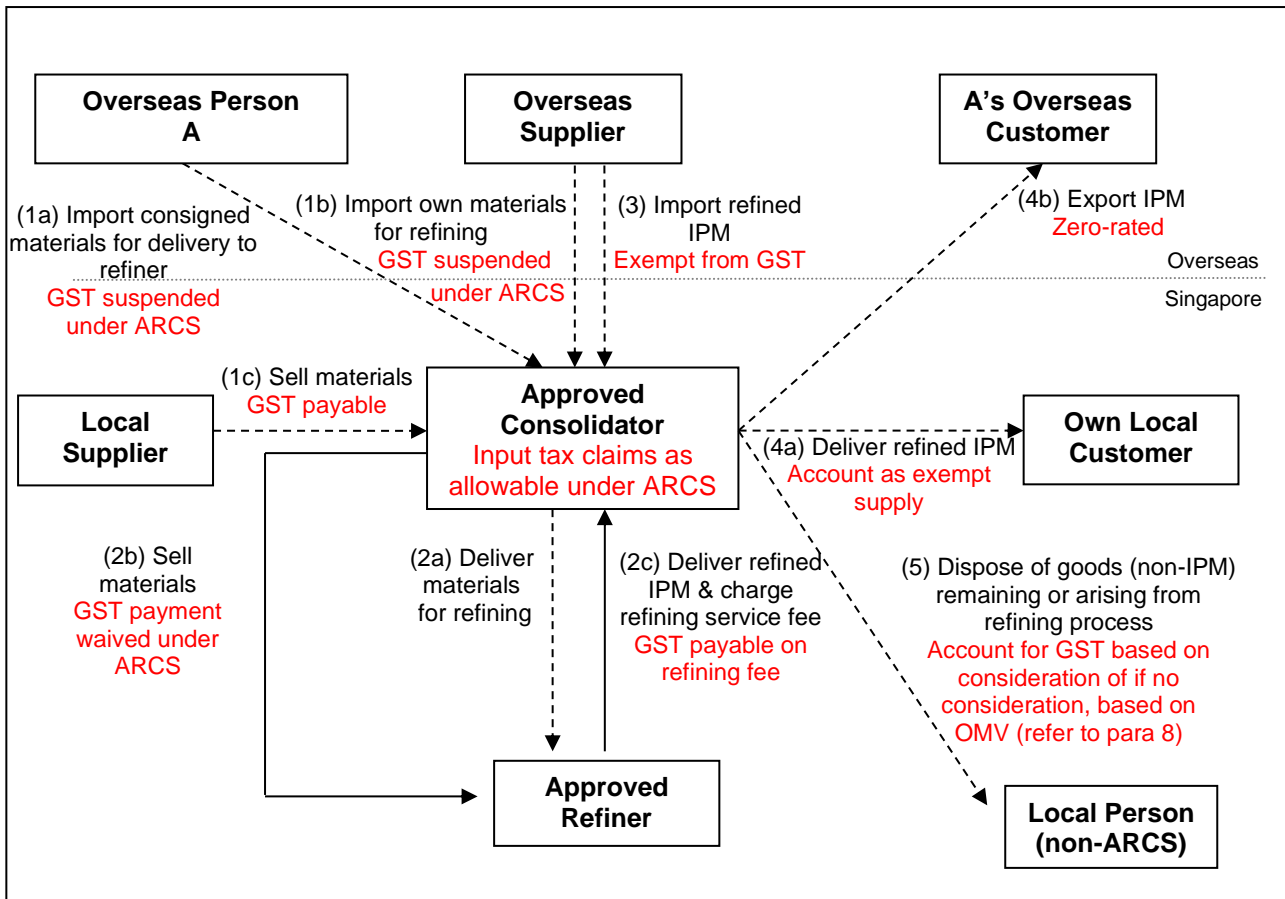 Overseas Person
A
Overseas
Supplier
A's Overseas
Customer
(1a) Import consigned
materials for delivery to
refiner
GST suspended
under ARCS
(1b) Import own materials
for refining
GST suspended
under ARCS
(3) Import refined
IPM
Exempt from GST
(4b) Export IPM
Zero-rated
Overseas
Singapore
Local
Supplier
(1c) Sell materials
GST payable
Approved
Consolidator
Input tax claims as
allowable under ARCS
(4a) Deliver refined IPM
Account as exempt
supply
Own Local
Customer
(2b) Sell
materials
GST payment
waived under
ARCS
(2a) Deliver
materials
for refining
(2c) Deliver refined
IPM & charge
refining service fee
GST payable on
refining fee
(5) Dispose of goods (non-IPM)
remaining or arising from
refining process
Account for GST based on
consideration of if no
consideration, based on
OMV (refer to para 8)
Approved
Refiner
Local Person
(non-ARCS)